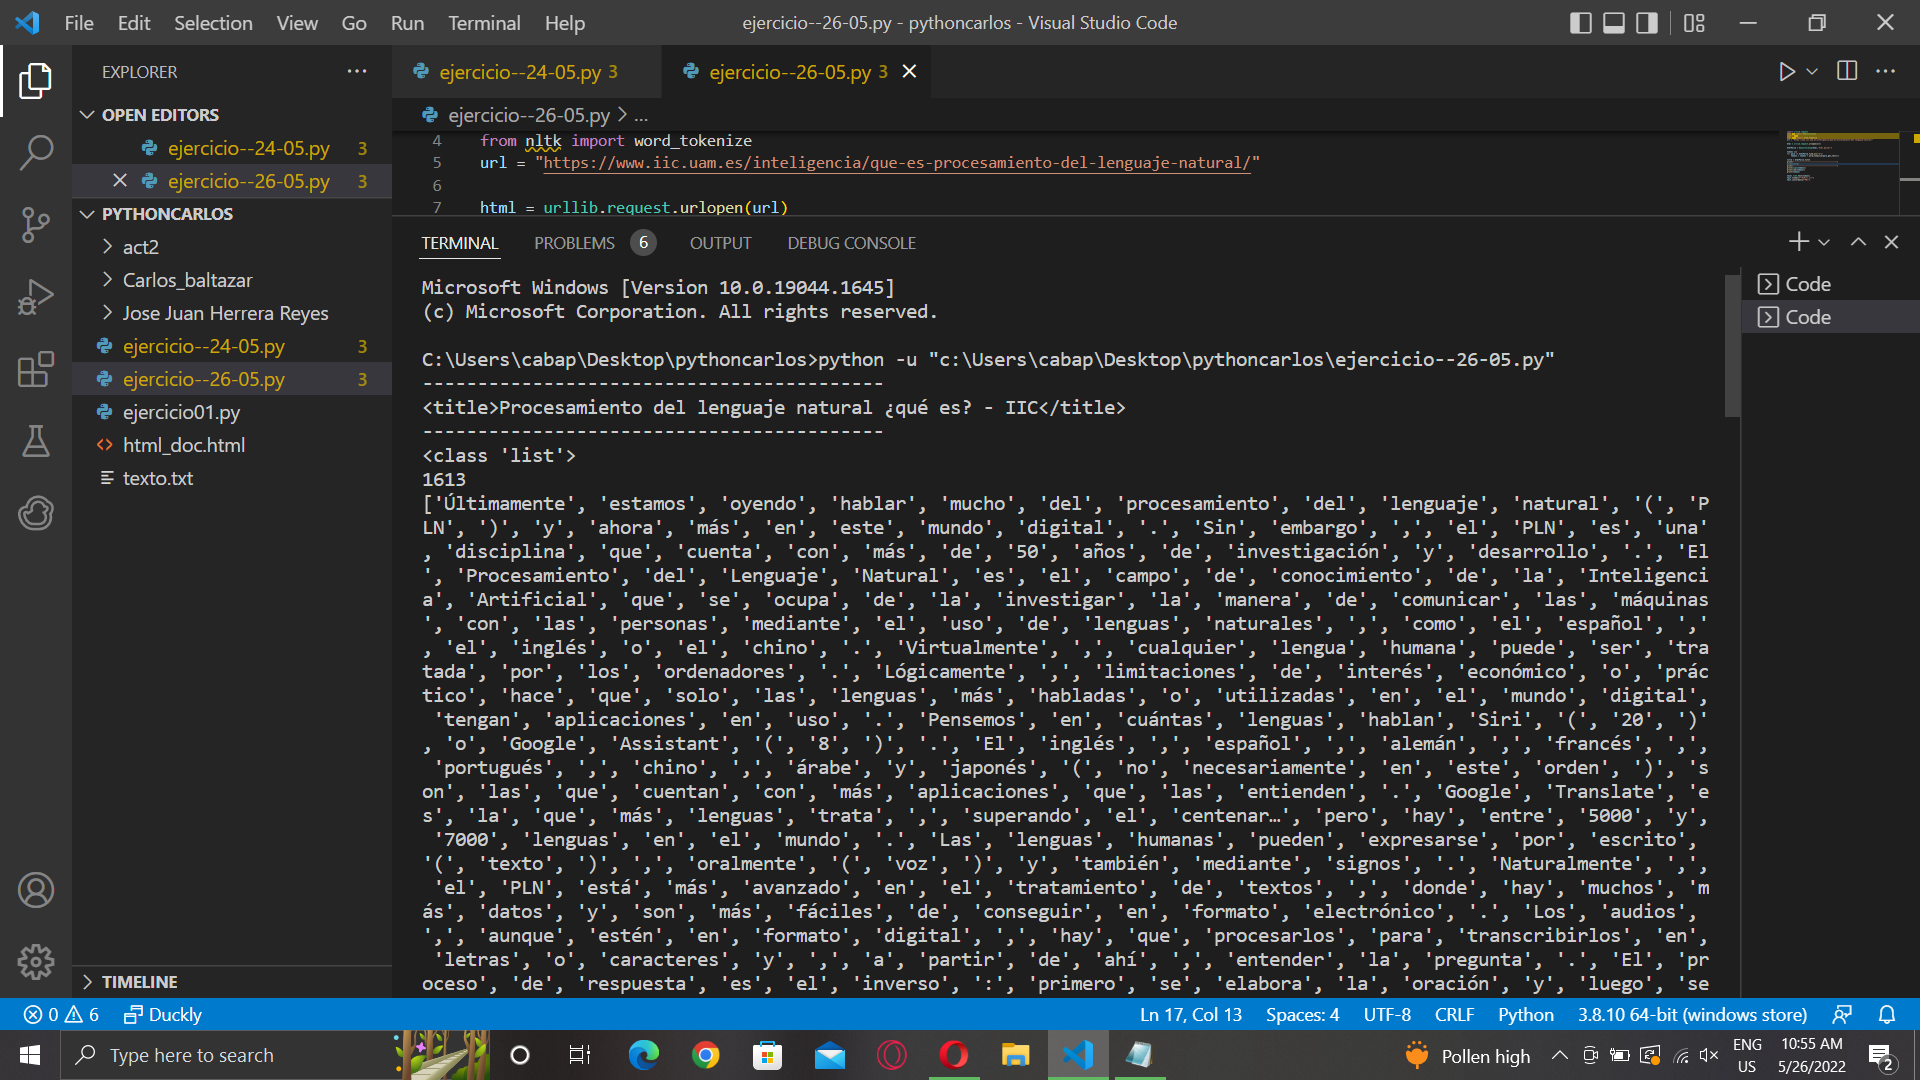 File Edit Selection View Go Run Terminal Help
ejercicio--26-05.py - pythoncarlos - Visual Studio Code
EXPLORER
OPEN EDITORS
ejercicio--24-05.py 3
ejercicio--26-05.py 3
PYTHONCARLOS
act2
Carlos_baltazar
Jose Juan Herrera Reyes
ejercicio--24-05.py 3
ejercicio--26-05.py 3
ejercicio01.py
html_doc.html
texto.txt
TIMELINE
ejercicio--24-05.py 3
ejercicio--26-05.py 3
ejercicio--26-05.py > ...
4 from nltk import word_tokenize
5 url = "https://www.iic.uam.es/inteligencia/que-es-procesamiento-del-lenguaje-natural/"
6
7 html = urllib.request.urlopen(url)
TERMINAL PROBLEMS 6 OUTPUT DEBUG CONSOLE
Code
Code
Microsoft Windows [Version 10.0.19044.1645]
(c) Microsoft Corporation. All rights reserved.
C:\Users\cabap\Desktop\pythoncarlos>python -u "c:\Users\cabap\Desktop\pythoncarlos\ejercicio--26-05.py"
------------------------------------------
<title>Procesamiento del lenguaje natural ¿qué es? - IIC</title>
------------------------------------------
<class 'list'>
1613
['Últimamente', 'estamos', 'oyendo', 'hablar', 'mucho', 'del', 'procesamiento', 'del', 'lenguaje', 'natural', '(', 'P
LN', ')', 'y', 'ahora', 'más', 'en', 'este', 'mundo', 'digital', '.', 'Sin', 'embargo', ',', 'el', 'PLN', 'es', 'una'
, 'disciplina', 'que', 'cuenta', 'con', 'más', 'de', '50', 'años', 'de', 'investigación', 'y', 'desarrollo', '.', 'El
', 'Procesamiento', 'del', 'Lenguaje', 'Natural', 'es', 'el', 'campo', 'de', 'conocimiento', 'de', 'la', 'Inteligenci
a', 'Artificial', 'que', 'se', 'ocupa', 'de', 'la', 'investigar', 'la', 'manera', 'de', 'comunicar', 'las', 'máquinas
', 'con', 'las', 'personas', 'mediante', 'el', 'uso', 'de', 'lenguas', 'naturales', ',', 'como', 'el', 'español', ','
, 'el', 'inglés', 'o', 'el', 'chino', '.', 'Virtualmente', ',', 'cualquier', 'lengua', 'humana', 'puede', 'ser', 'tra
tada', 'por', 'los', 'ordenadores', '.', 'Lógicamente', ',', 'limitaciones', 'de', 'interés', 'económico', 'o', 'prác
tico', 'hace', 'que', 'solo', 'las', 'lenguas', 'más', 'habladas', 'o', 'utilizadas', 'en', 'el', 'mundo', 'digital',
'tengan', 'aplicaciones', 'en', 'uso', '.', 'Pensemos', 'en', 'cuántas', 'lenguas', 'hablan', 'Siri', '(', '20', ')'
, 'o', 'Google', 'Assistant', '(', '8', ')', '.', 'El', 'inglés', ',', 'español', ',', 'alemán', ',', 'francés', ',',
'portugués', ',', 'chino', ',', 'árabe', 'y', 'japonés', '(', 'no', 'necesariamente', 'en', 'este', 'orden', ')', 's
on', 'las', 'que', 'cuentan', 'con', 'más', 'aplicaciones', 'que', 'las', 'entienden', '.', 'Google', 'Translate', 'e
s', 'la', 'que', 'más', 'lenguas', 'trata', ',', 'superando', 'el', 'centenar…', 'pero', 'hay', 'entre', '5000', 'y',
'7000', 'lenguas', 'en', 'el', 'mundo', '.', 'Las', 'lenguas', 'humanas', 'pueden', 'expresarse', 'por', 'escrito',
'(', 'texto', ')', ',', 'oralmente', '(', 'voz', ')', 'y', 'también', 'mediante', 'signos', '.', 'Naturalmente', ',',
'el', 'PLN', 'está', 'más', 'avanzado', 'en', 'el', 'tratamiento', 'de', 'textos', ',', 'donde', 'hay', 'muchos', 'm
ás', 'datos', 'y', 'son', 'más', 'fáciles', 'de', 'conseguir', 'en', 'formato', 'electrónico', '.', 'Los', 'audios',
',', 'aunque', 'estén', 'en', 'formato', 'digital', ',', 'hay', 'que', 'procesarlos', 'para', 'transcribirlos', 'en',
'letras', 'o', 'caracteres', 'y', ',', 'a', 'partir', 'de', 'ahí', ',', 'entender', 'la', 'pregunta', '.', 'El', 'pr
oceso', 'de', 'respuesta', 'es', 'el', 'inverso', ':', 'primero', 'se', 'elabora', 'la', 'oración', 'y', 'luego', 'se
0 6 Duckly Ln 17, Col 13 Spaces: 4 UTF-8 CRLF Python 3.8.10 64-bit (windows store)
Type here to search
Pollen high
ENG
US
10:55 AM
5/26/2022
2